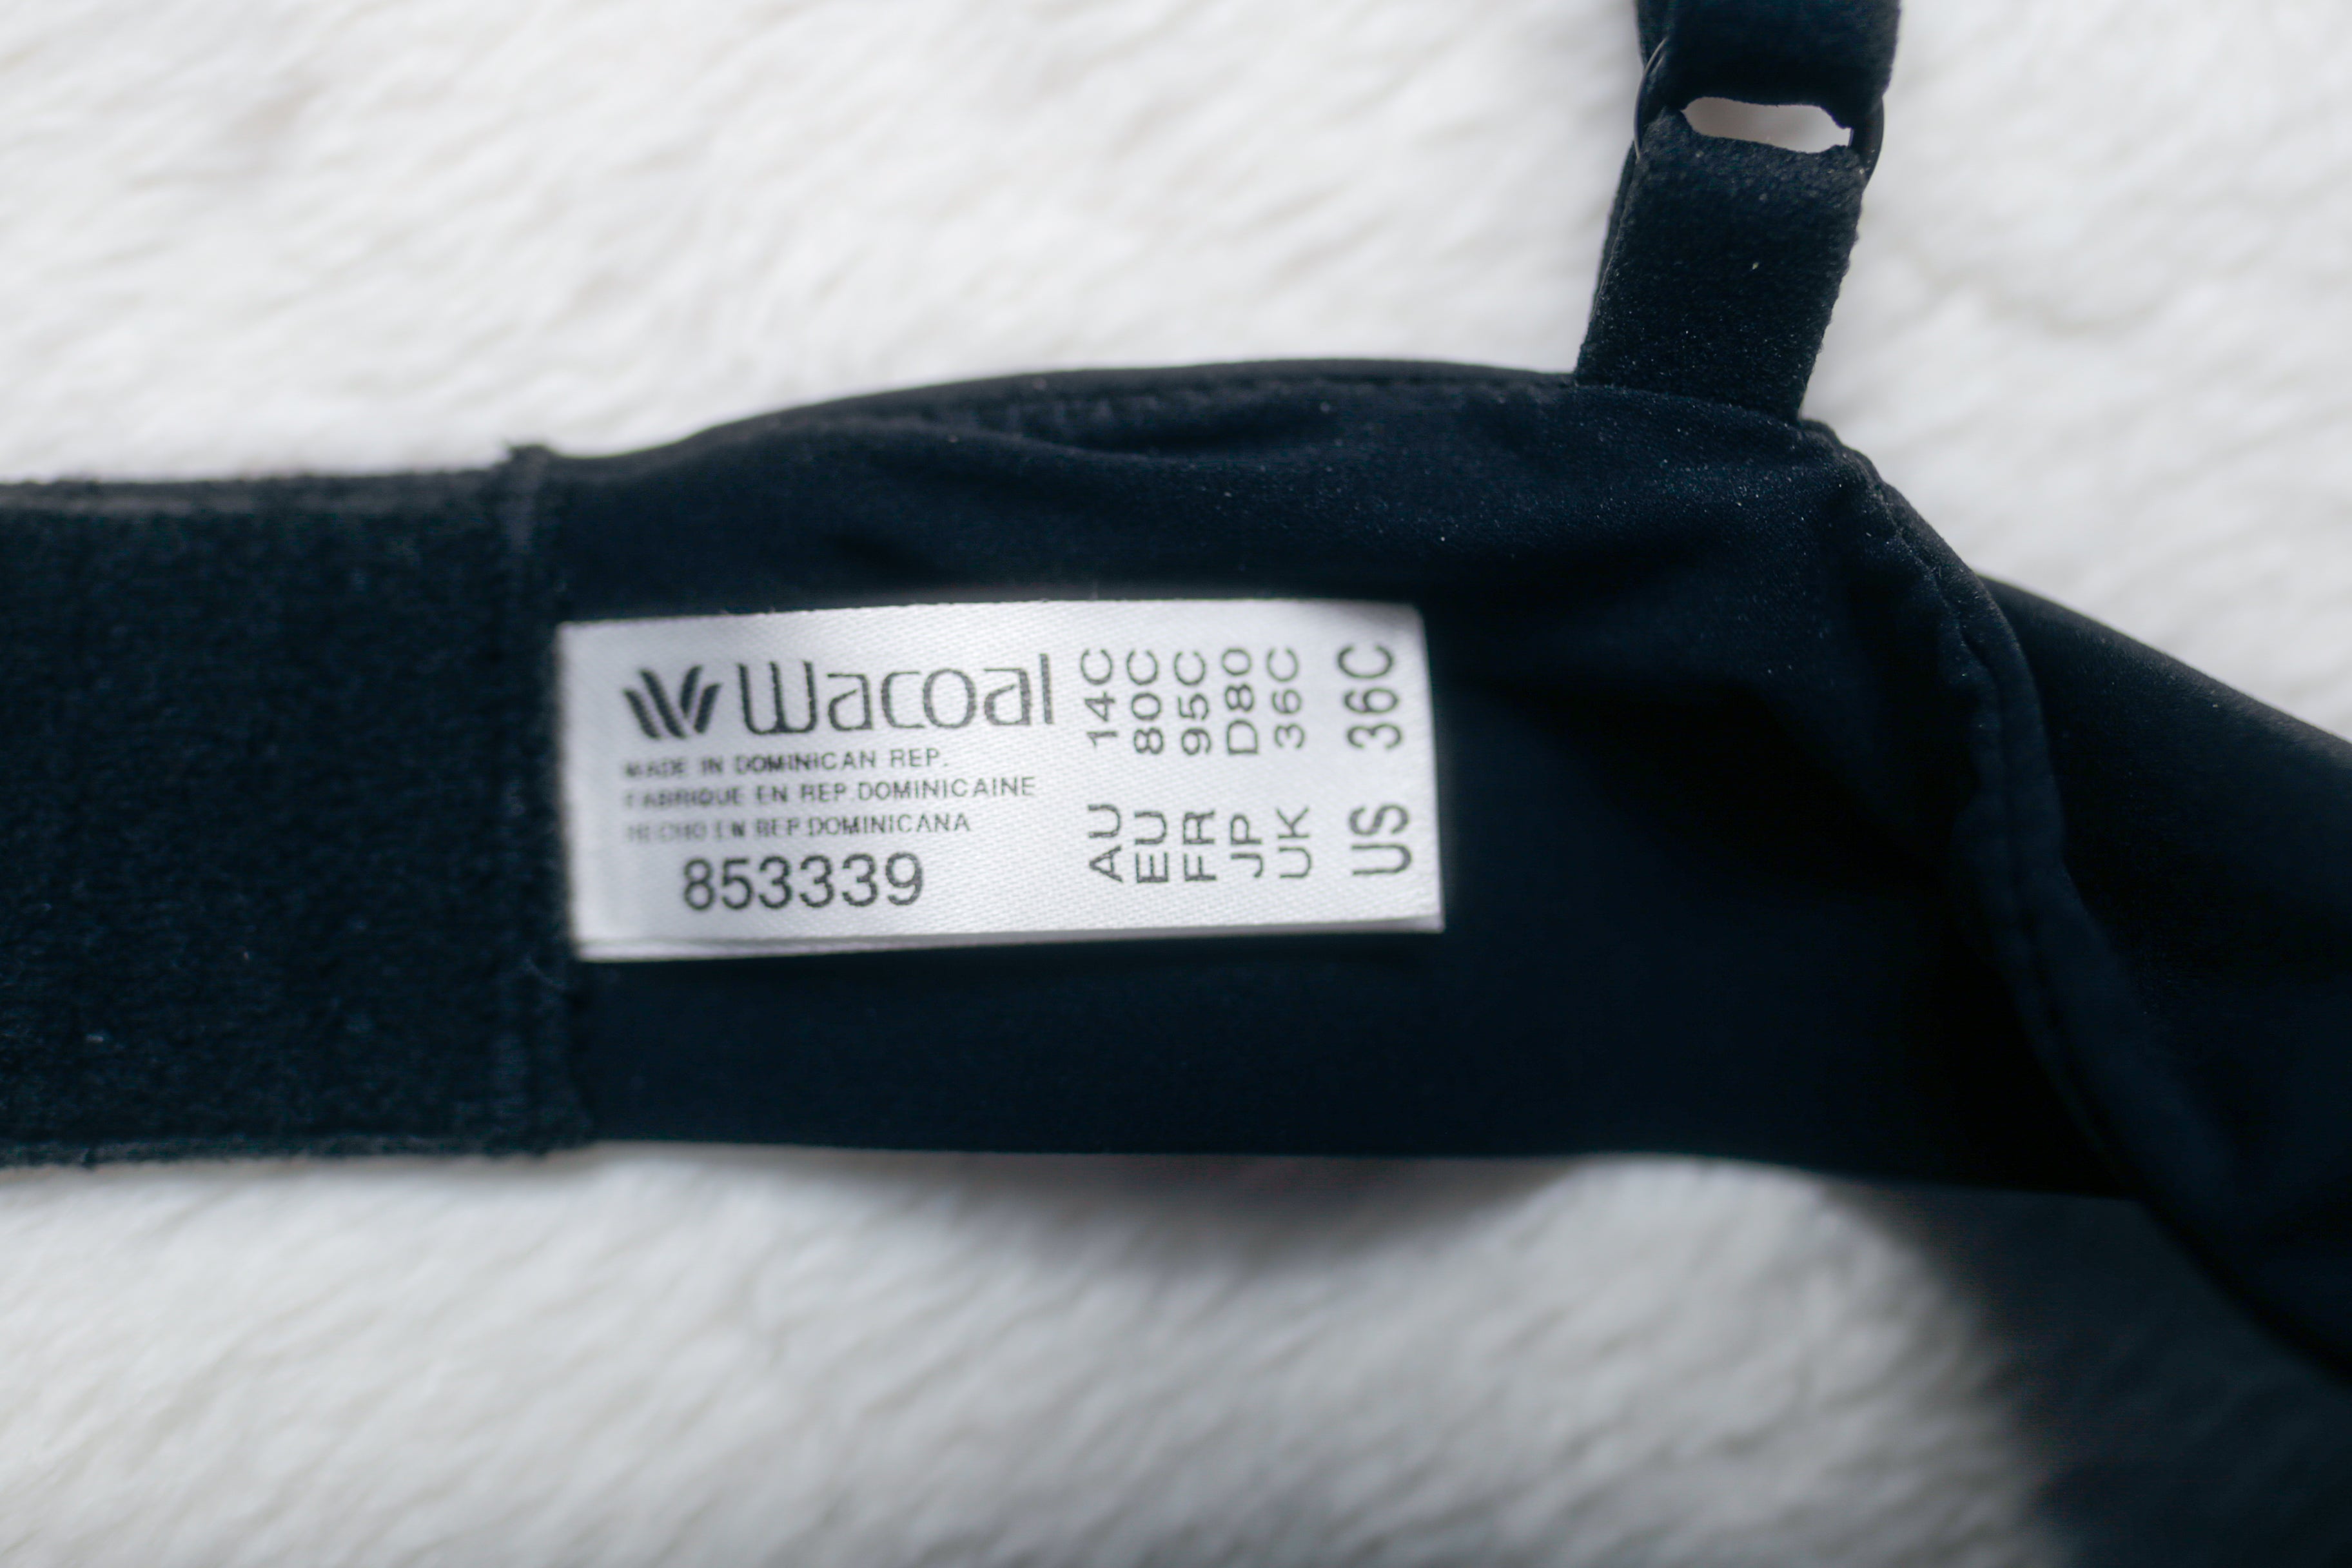 Wacoal
MADE IN DOMINICAN REP.
FABRIQUE EN REP.DOMINICAINE
HECHO EN REP.DOMINICANA
853339
AU 14C
EU 80C
FR 95C
JP D80
UK 36C
US 36C